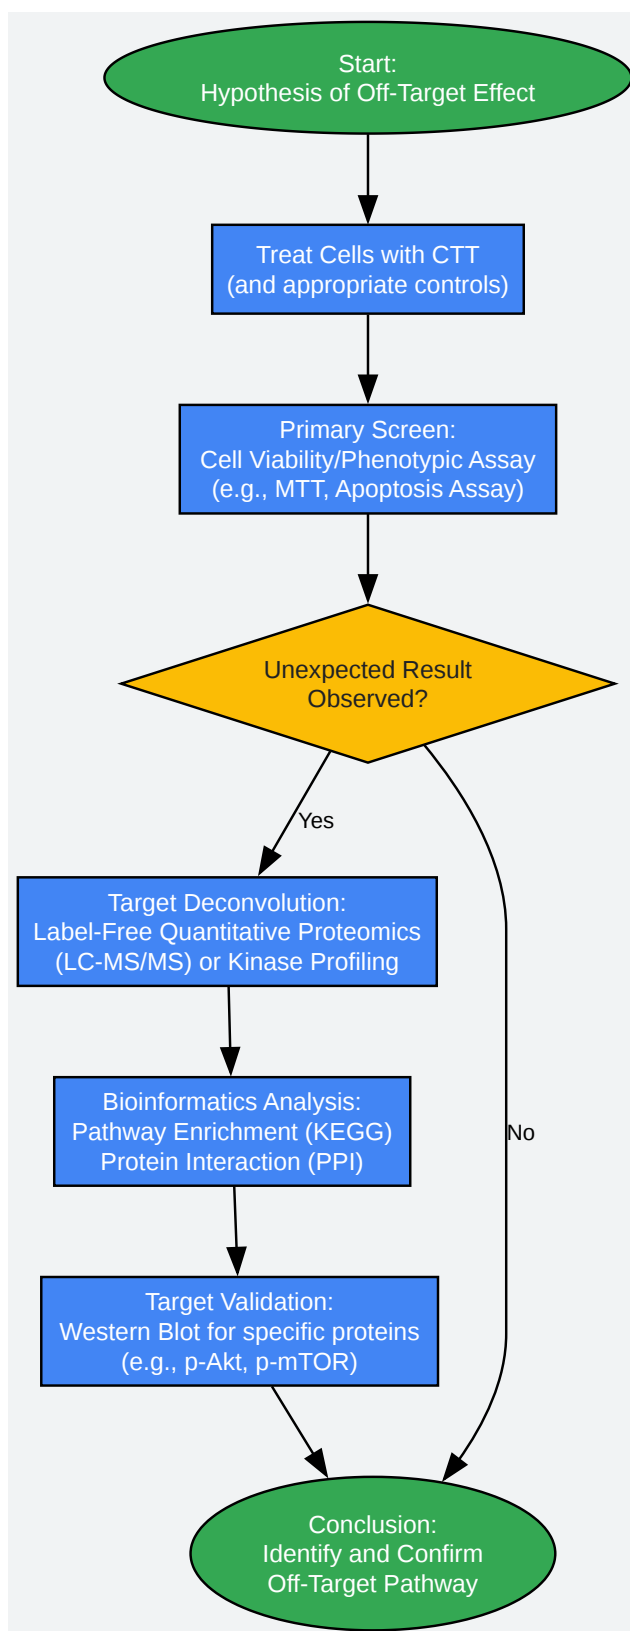 Start:
Hypothesis of Off-Target Effect
Treat Cells with CTT
(and appropriate controls)
Primary Screen:
Cell Viability/Phenotypic Assay
(e.g., MTT, Apoptosis Assay)
Unexpected Result
Observed?
Yes
Target Deconvolution:
Label-Free Quantitative Proteomics
(LC-MS/MS) or Kinase Profiling
Bioinformatics Analysis:
Pathway Enrichment (KEGG)
Protein Interaction (PPI)
No
Target Validation:
Western Blot for specific proteins
(e.g., p-Akt, p-mTOR)
Conclusion:
Identify and Confirm
Off-Target Pathway